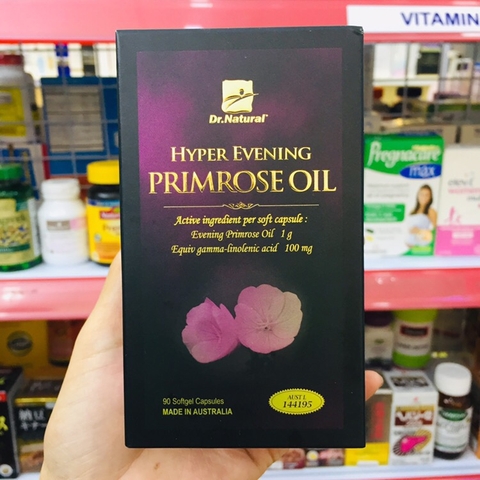 VITAMIN
Dr.Natural
HYPER EVENING
PRIMROSE OIL
Active ingredient per soft capsule :
Evening Primrose Oil 1 g
Equiv gamma-linolenic acid 100 mg
90 Softgel Capsules
MADE IN AUSTRALIA
AUST L
144195
Pregnacare
max